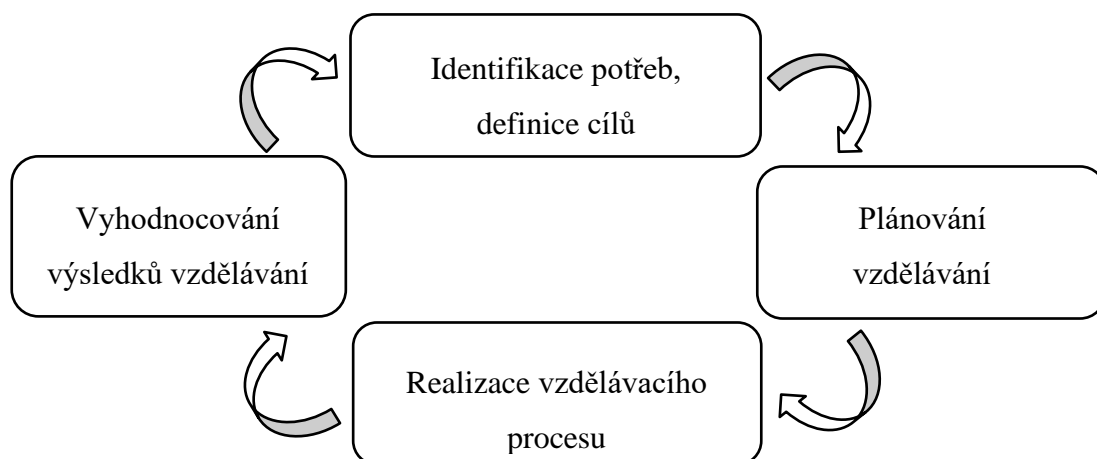 Identifikace potřeb,
definice cílů
Plánování
vzdělávání
Realizace vzdělávacího
procesu
Vyhodnocování
výsledků vzdělávání